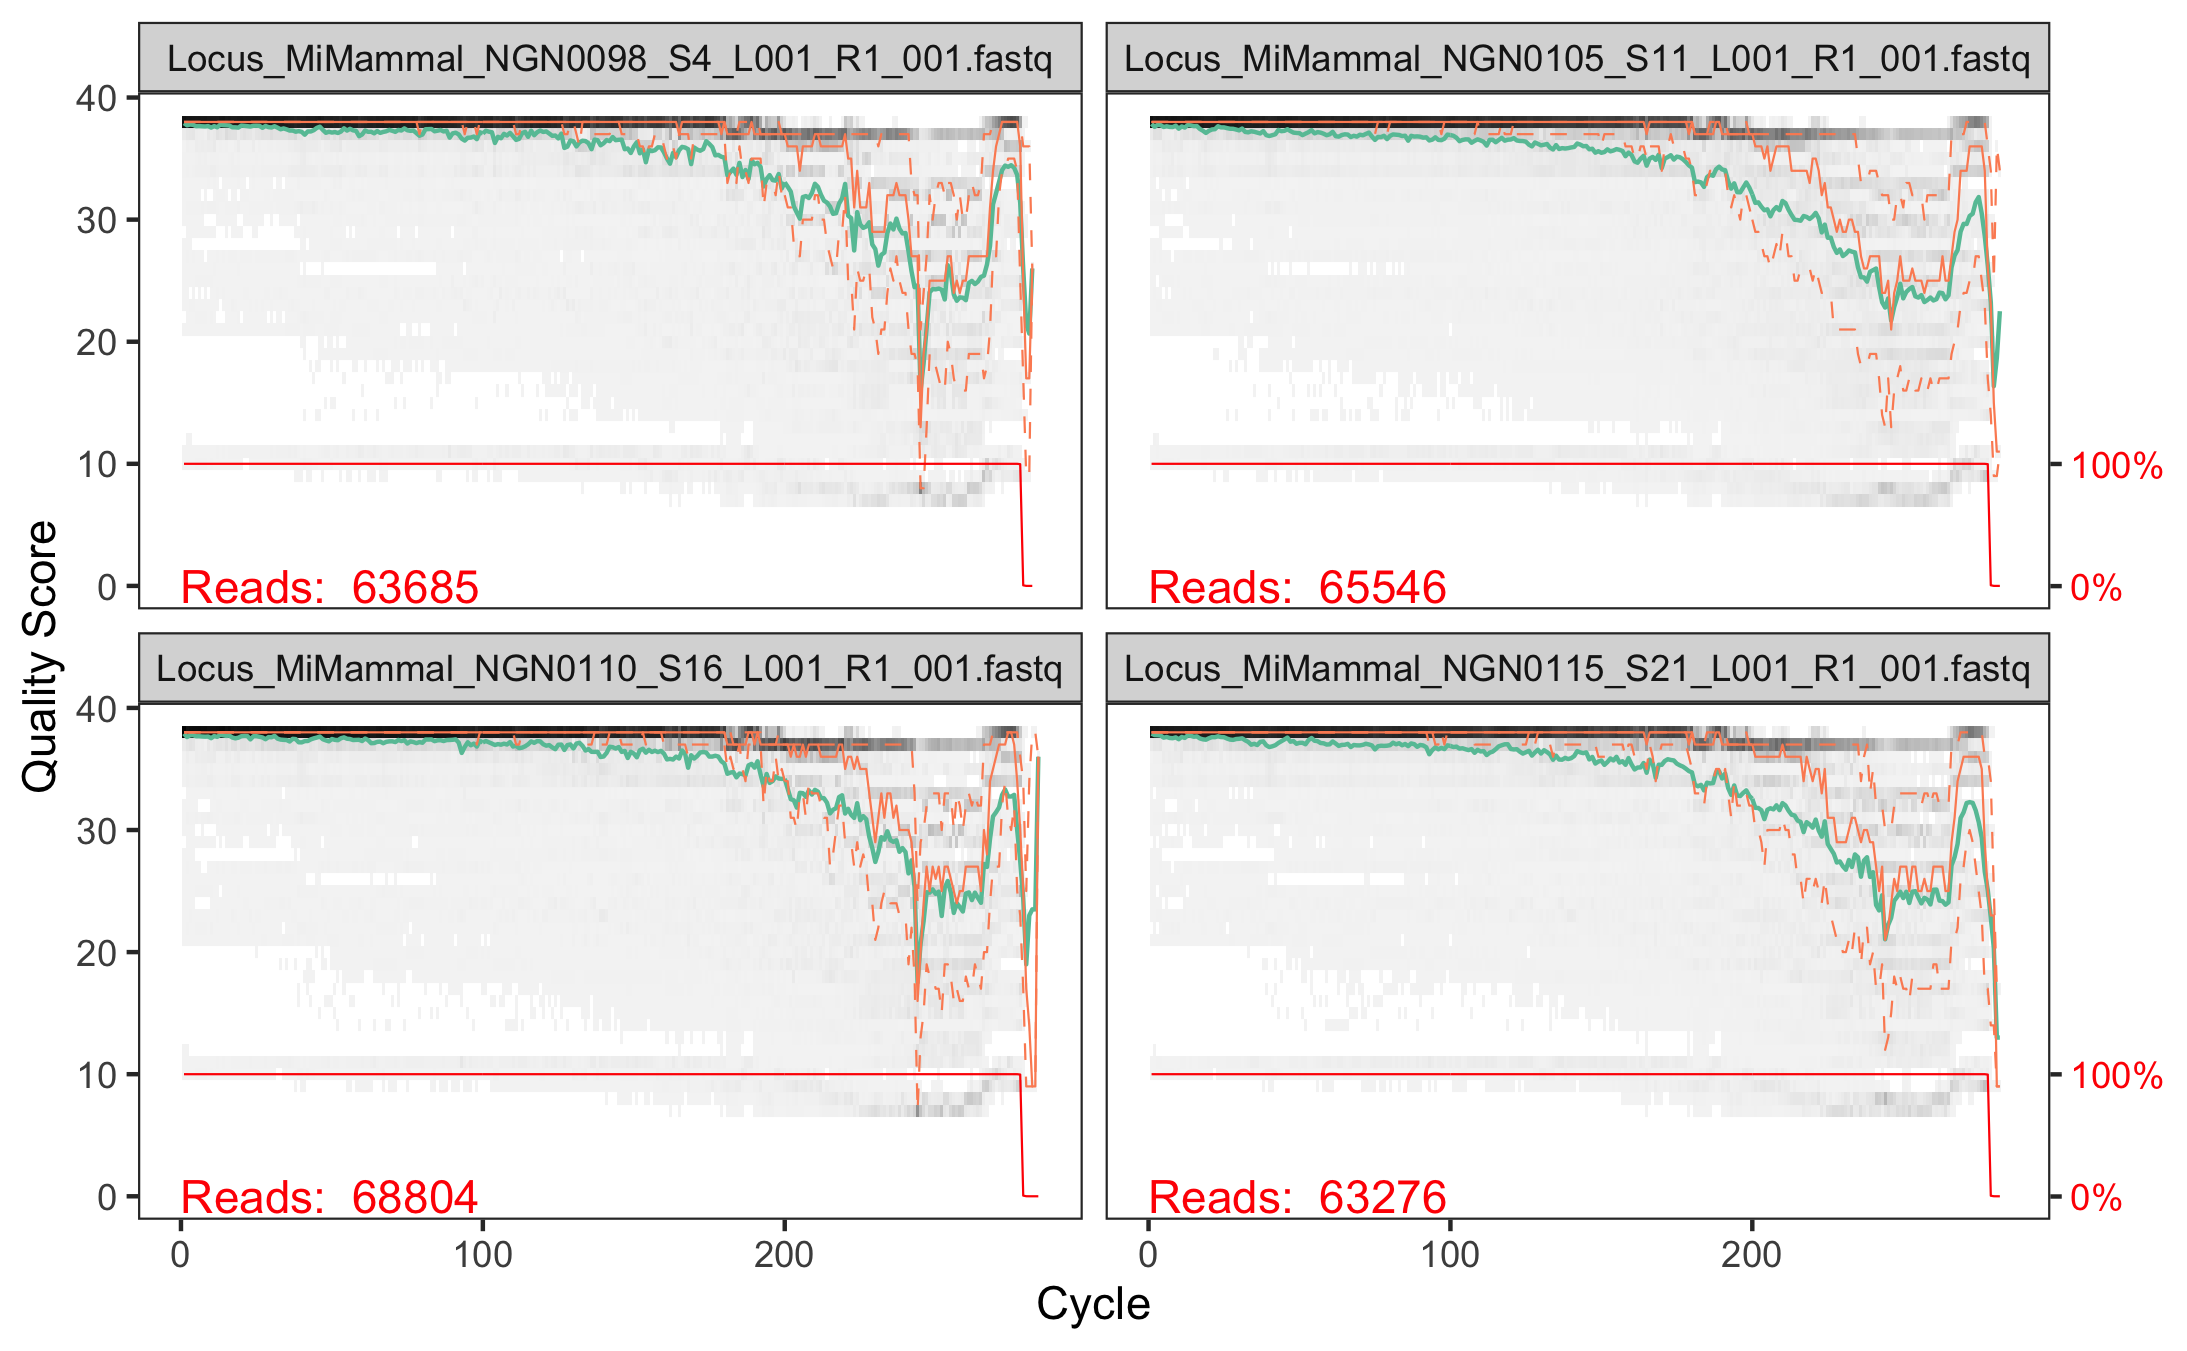 Locus_MiMammal_NGN0098_S4_L001_R1_001.fastq
Locus_MiMammal_NGN0105_S11_L001_R1_001.fastq
40
30
20
10
0
Reads: 63685
Reads: 65546
100%
0%
Quality Score
Locus_MiMammal_NGN0110_S16_L001_R1_001.fastq
Locus_MiMammal_NGN0115_S21_L001_R1_001.fastq
40
30
20
10
0
Reads: 68804
Reads: 63276
100%
0%
0 100 200
0 100 200
Cycle